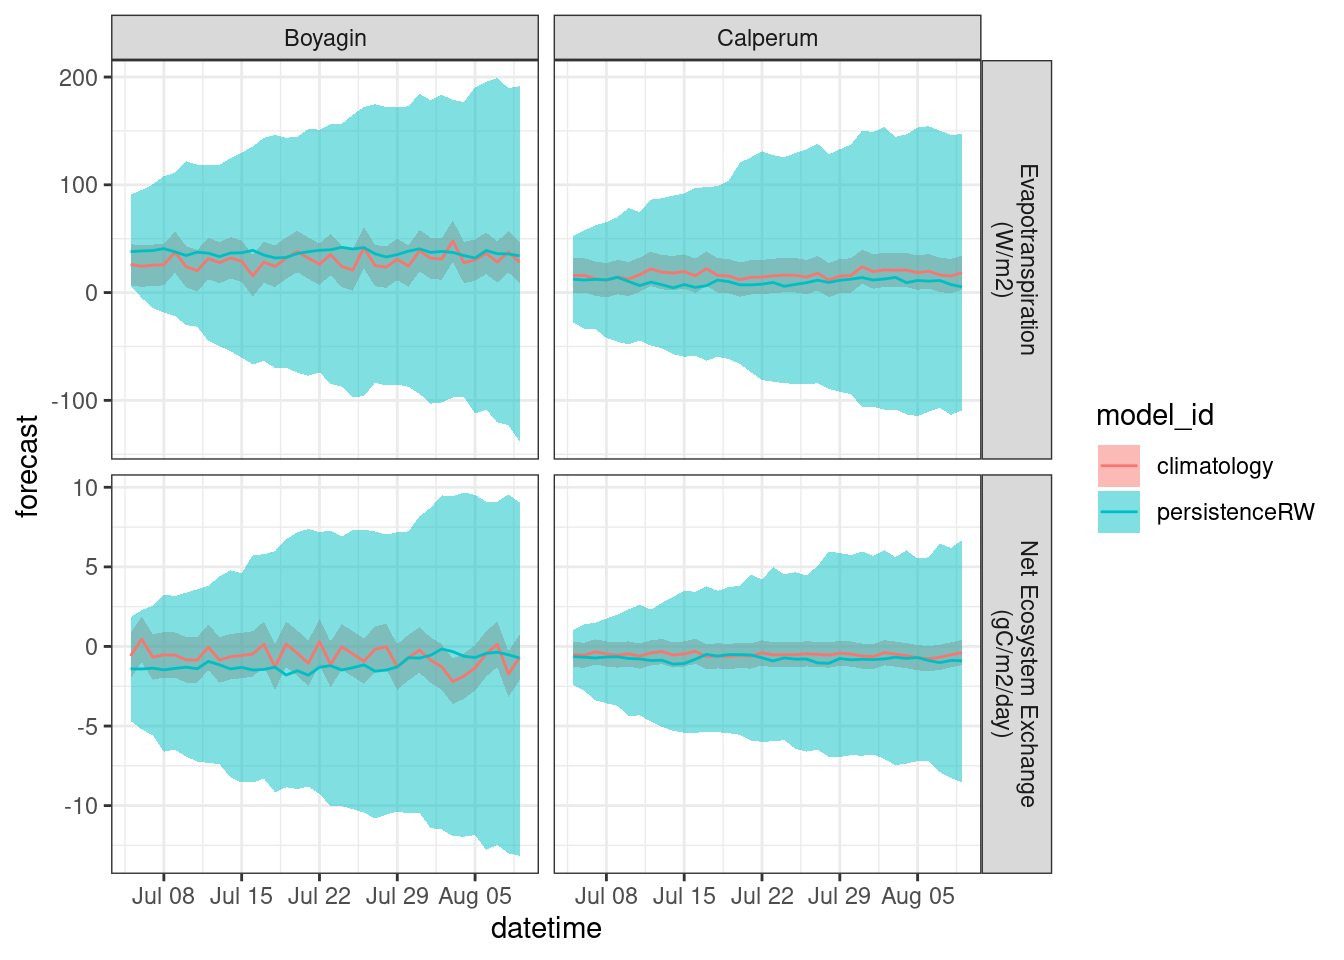 Boyagin
Calperum
200
100
0
-100
Evapotranspiration
(W/m2)
forecast
10
5
0
-5
-10
Net Ecosystem Exchange
(gC/m2/day)
Jul 08
Jul 15
Jul 22
Jul 29
Aug 05
Jul 08
Jul 15
Jul 22
Jul 29
Aug 05
datetime
model_id
climatology
persistenceRW